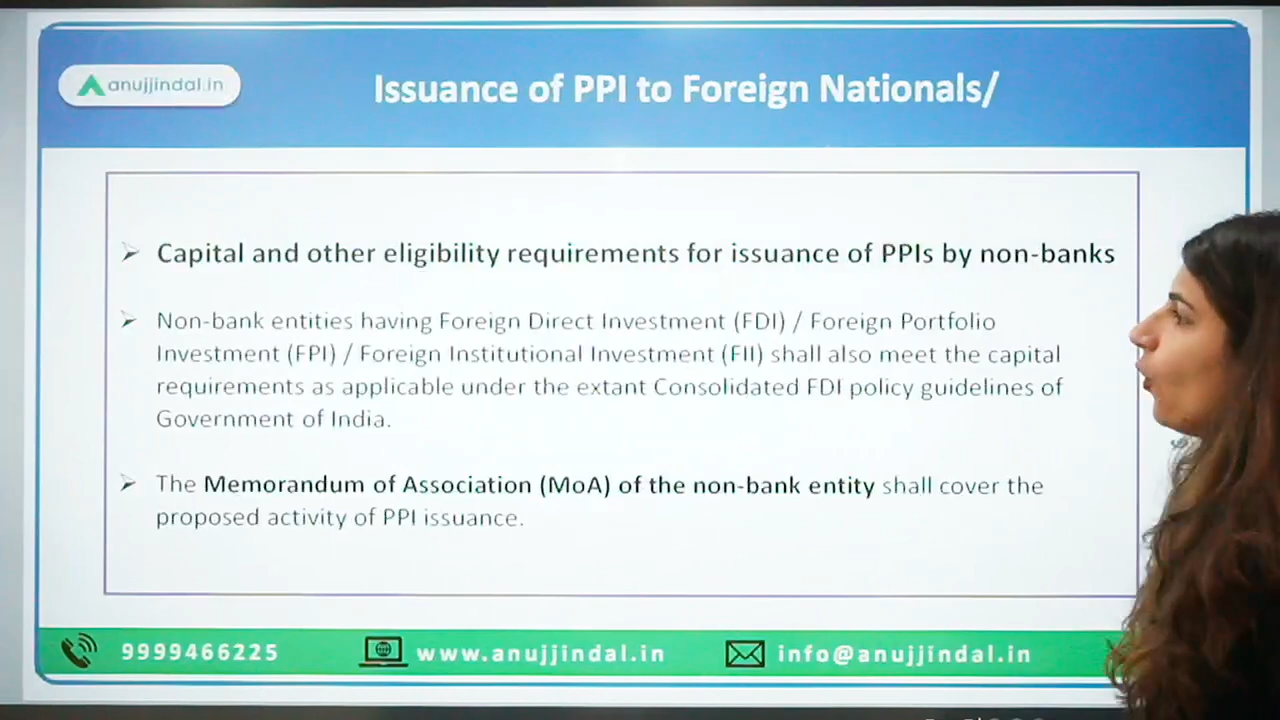 anujjindal.in
Issuance of PPI to Foreign Nationals/
Capital and other eligibility requirements for issuance of PPIs by non-banks
Non-bank entities having Foreign Direct Investment (FDI) / Foreign Portfolio
Investment (FPI) / Foreign Institutional Investment (FII) shall also meet the capital
requirements as applicable under the extant Consolidated FDI policy guidelines of
Government of India.
The Memorandum of Association (MoA) of the non-bank entity shall cover the
proposed activity of PPI issuance.
9999466225
www.anujjindal.in
info@anujjindal.in